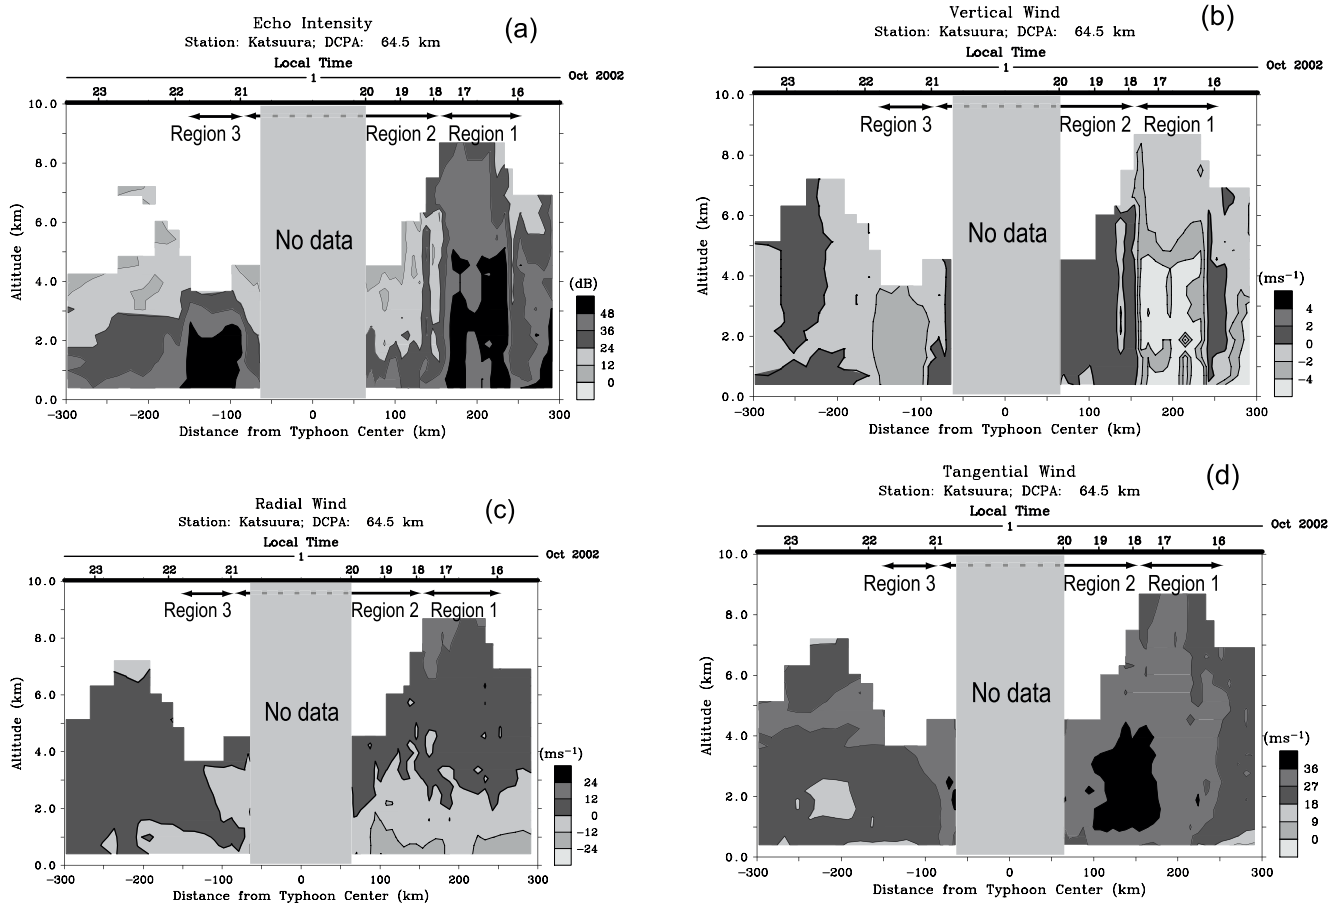 Echo Intensity
(a)
Station: Katsuura; DCPA: 64.5 km
Local Time
1
Oct 2002
23 22 21 20 19 18 17 16
Region 3 Region 2 Region 1
No data
10.0
8.0
6.0
4.0
2.0
0.0
Altitude (km)
(dB)
48
36
24
12
0
-300 -200 -100 0 100 200 300
Distance from Typhoon Center (km)
Vertical Wind
(b)
Station: Katsuura; DCPA: 64.5 km
Local Time
1
Oct 2002
23 22 21 20 19 18 17 16
Region 3 Region 2 Region 1
No data
10.0
8.0
6.0
4.0
2.0
0.0
Altitude (km)
(ms⁻¹)
4
2
0
-2
-4
-300 -200 -100 0 100 200 300
Distance from Typhoon Center (km)
Radial Wind
(c)
Station: Katsuura; DCPA: 64.5 km
Local Time
1
Oct 2002
23 22 21 20 19 18 17 16
Region 3 Region 2 Region 1
No data
10.0
8.0
6.0
4.0
2.0
0.0
Altitude (km)
(ms⁻¹)
24
12
0
-12
-24
-300 -200 -100 0 100 200 300
Distance from Typhoon Center (km)
Tangential Wind
(d)
Station: Katsuura; DCPA: 64.5 km
Local Time
1
Oct 2002
23 22 21 20 19 18 17 16
Region 3 Region 2 Region 1
No data
10.0
8.0
6.0
4.0
2.0
0.0
Altitude (km)
(ms⁻¹)
36
27
18
9
0
-300 -200 -100 0 100 200 300
Distance from Typhoon Center (km)